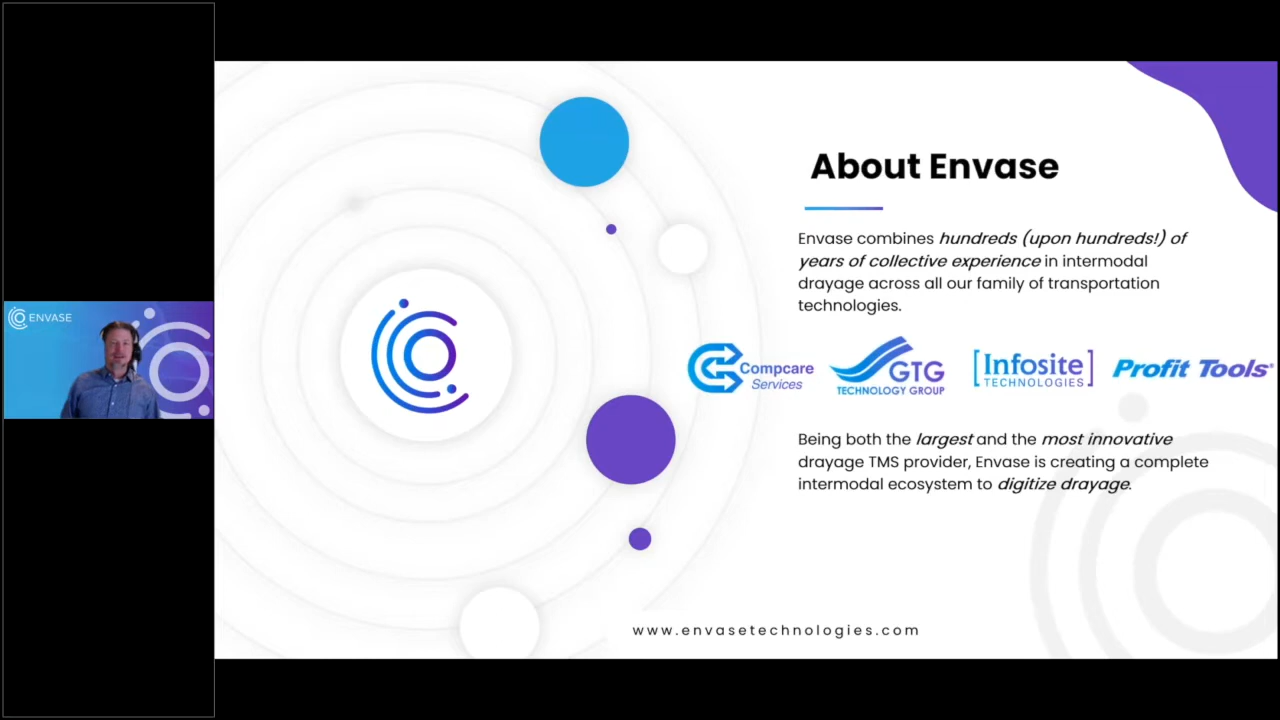 ENVASE
About Envase
Envase combines hundreds (upon hundreds!) of
years of collective experience in intermodal
drayage across all our family of transportation
technologies.
Compcare
Services
GTG
TECHNOLOGY GROUP
[Infosite]
TECHNOLOGIES
Profit Tools®
Being both the largest and the most innovative
drayage TMS provider, Envase is creating a complete
intermodal ecosystem to digitize drayage.
www.envasetechnologies.com